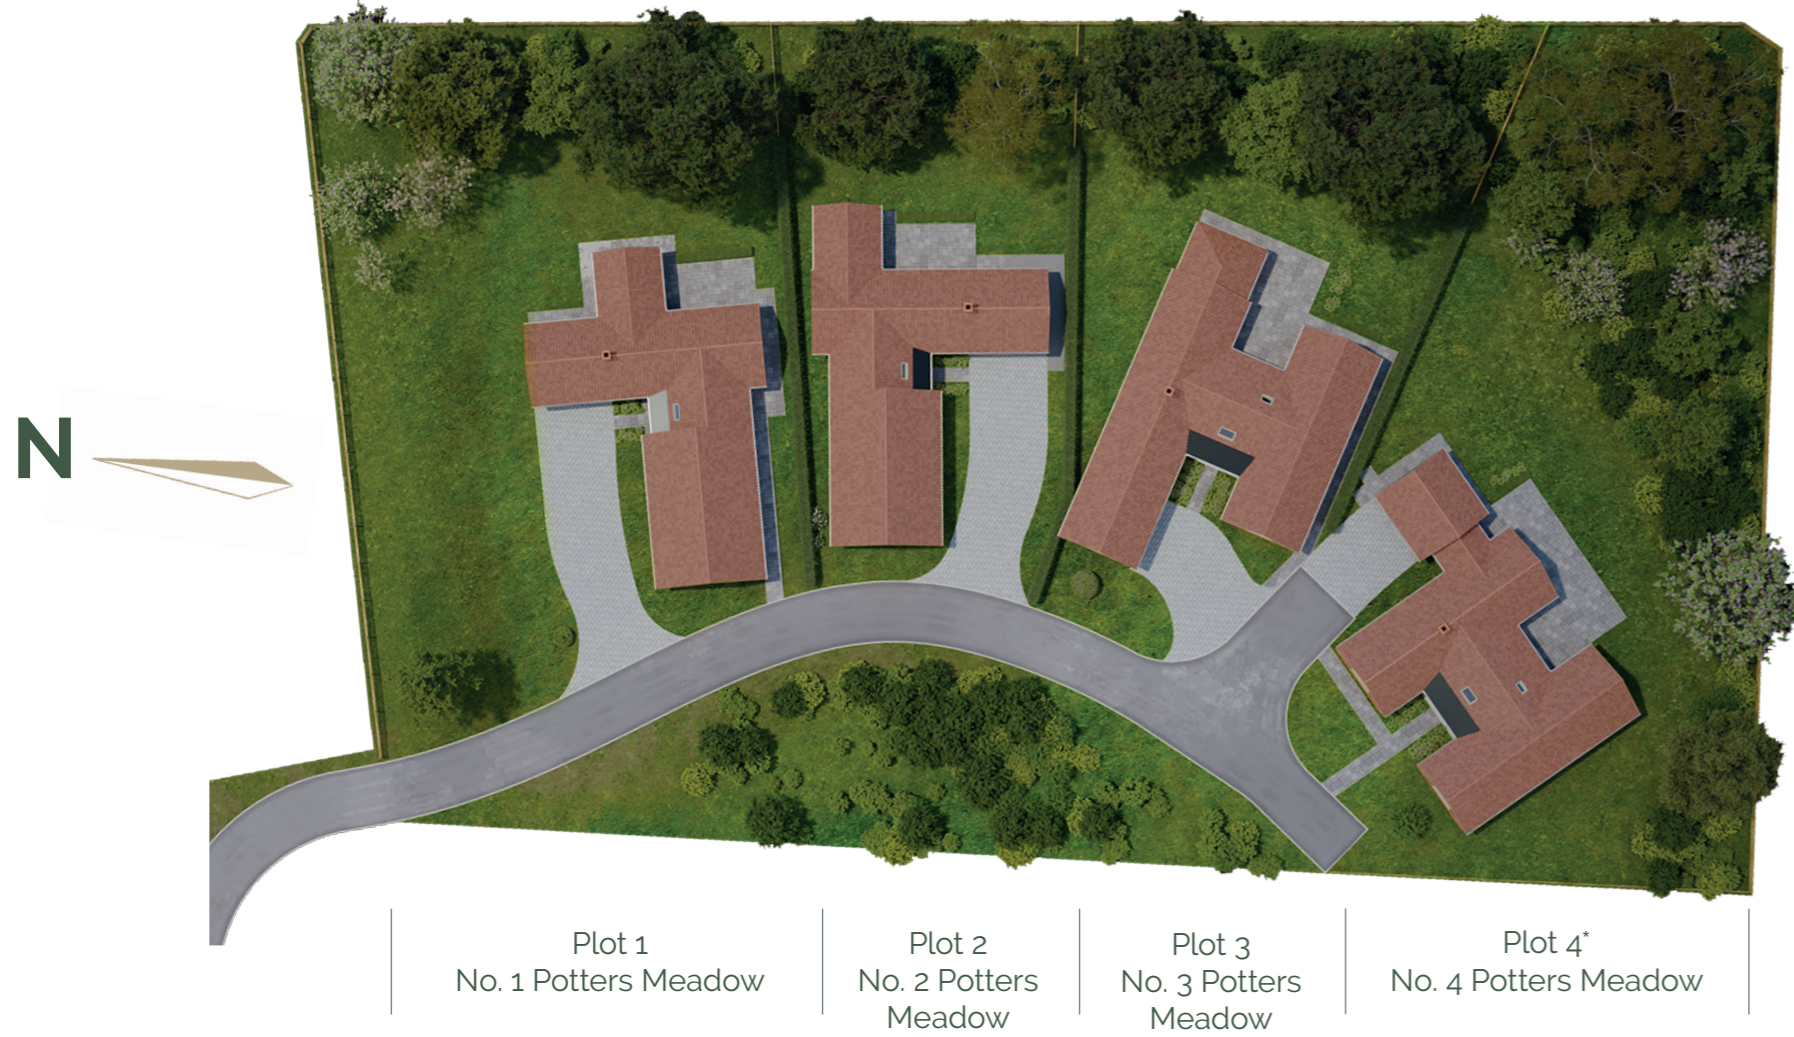 N
Plot 1
No. 1 Potters Meadow
Plot 2
No. 2 Potters
Meadow
Plot 3
No. 3 Potters
Meadow
Plot 4*
No. 4 Potters Meadow